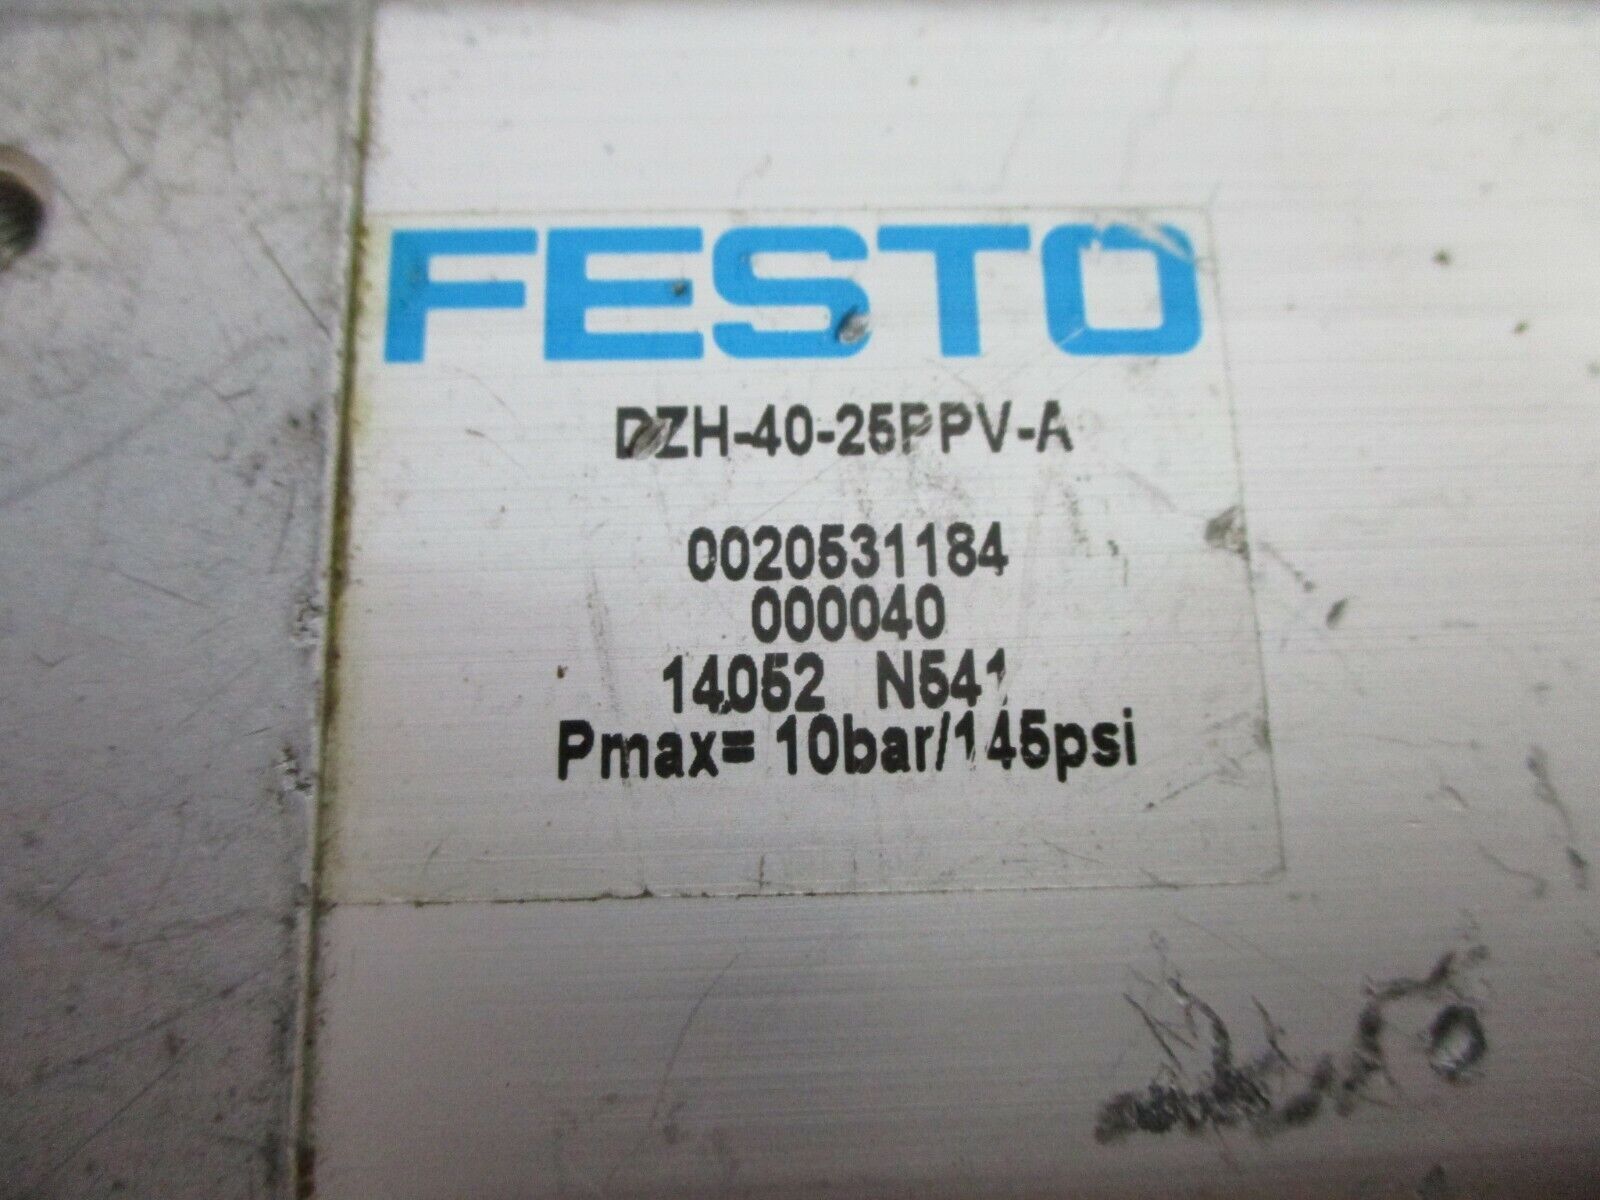 FESTO
DZH-40-25PPV-A
0020531184
000040
14052 N541
Pmax= 10bar/145psi